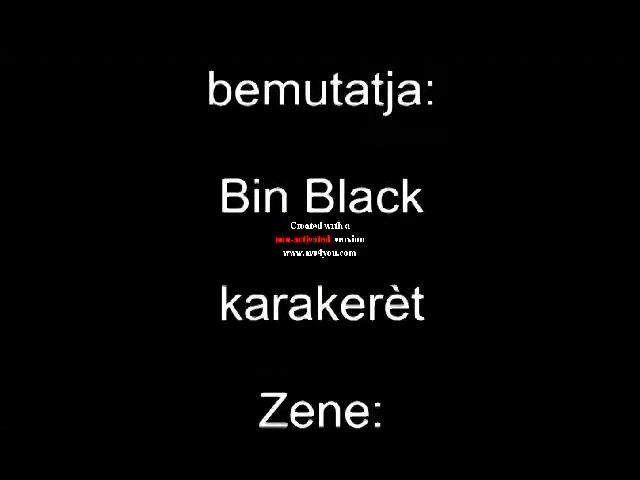 bemutatja:
Bin Black
Created with a
non-activated version
www.avs4you.com
karakerèt
Zene: